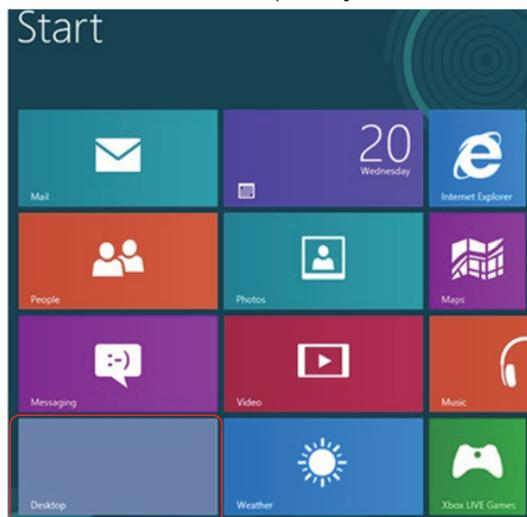 Start
20
Wednesday
Mail
Internet Explorer
People
Photos
Maps
Messaging
Video
Music
Desktop
Weather
Xbox LIVE Games